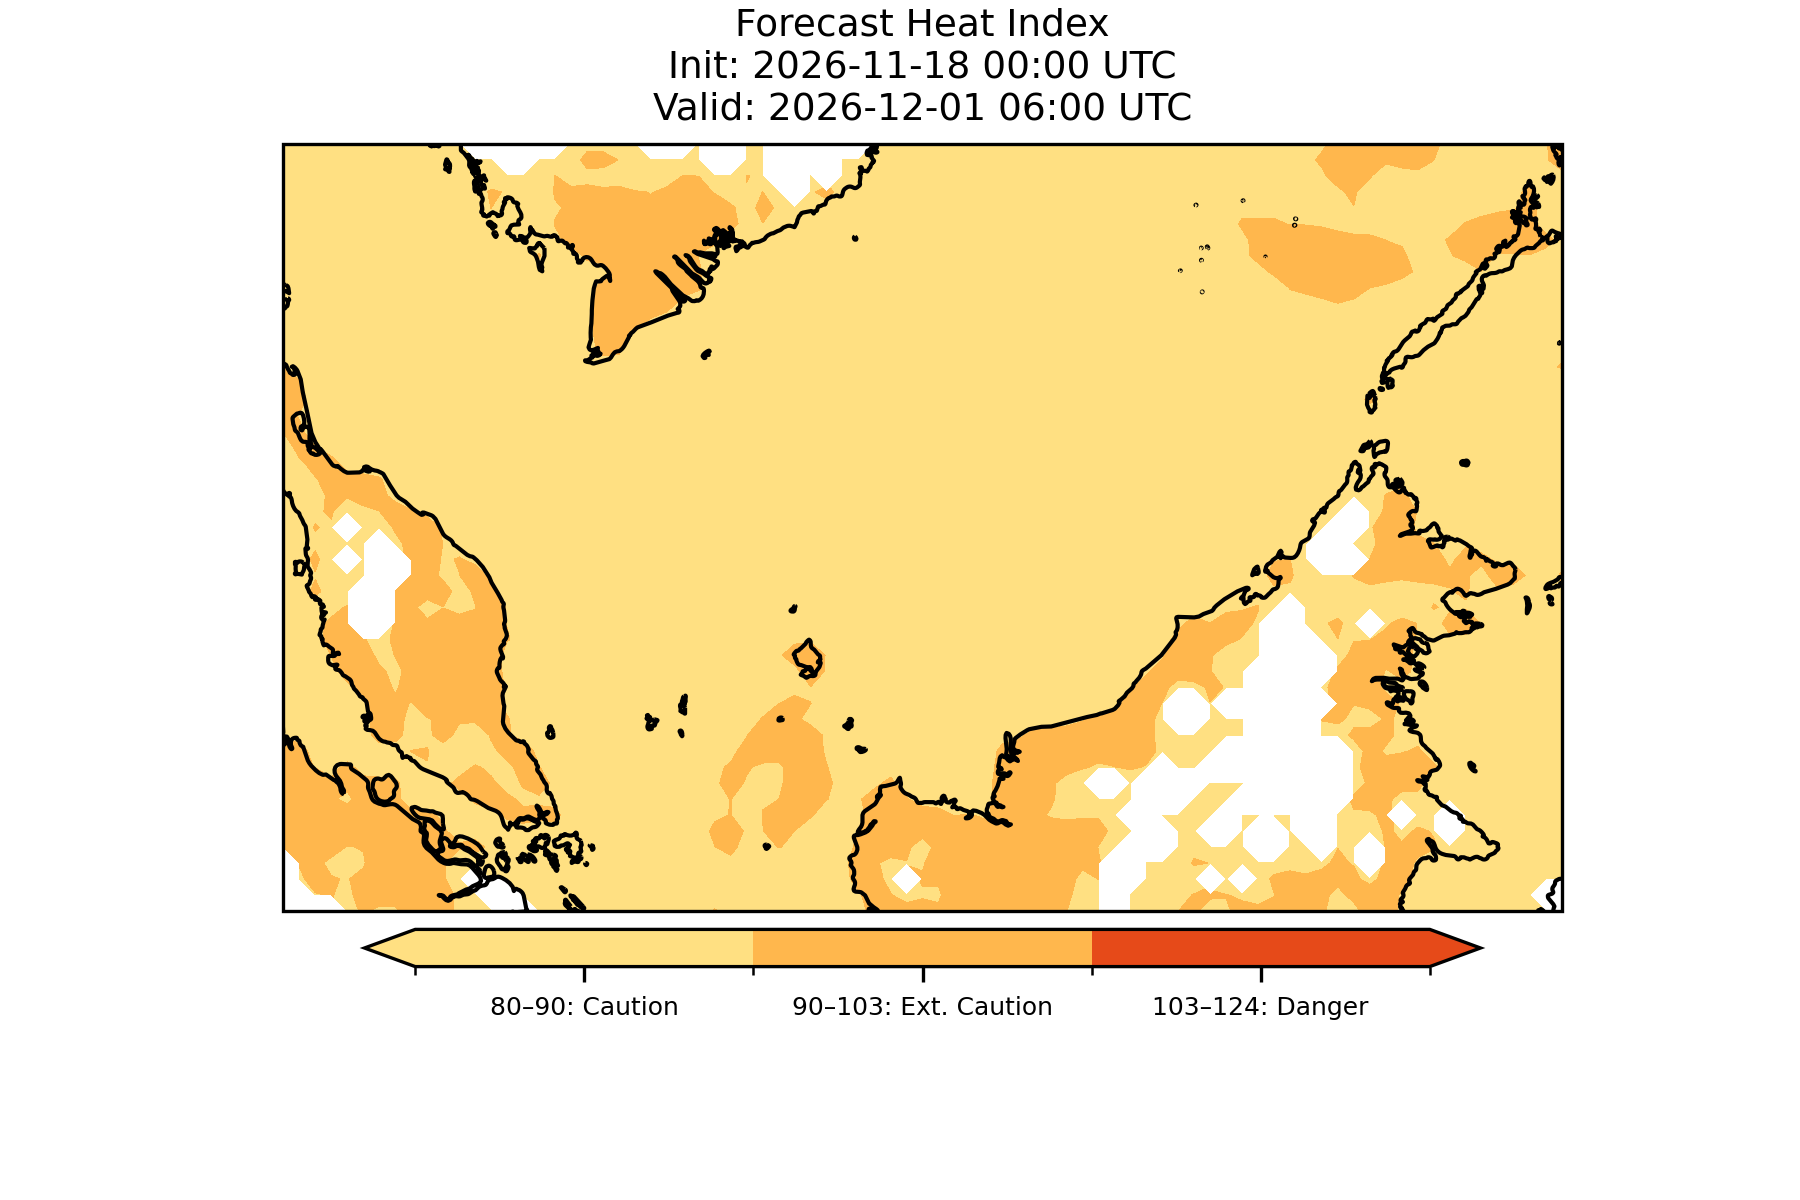 Forecast Heat Index
Init: 2026-11-18 00:00 UTC
Valid: 2026-12-01 06:00 UTC
80–90: Caution
90–103: Ext. Caution
103–124: Danger